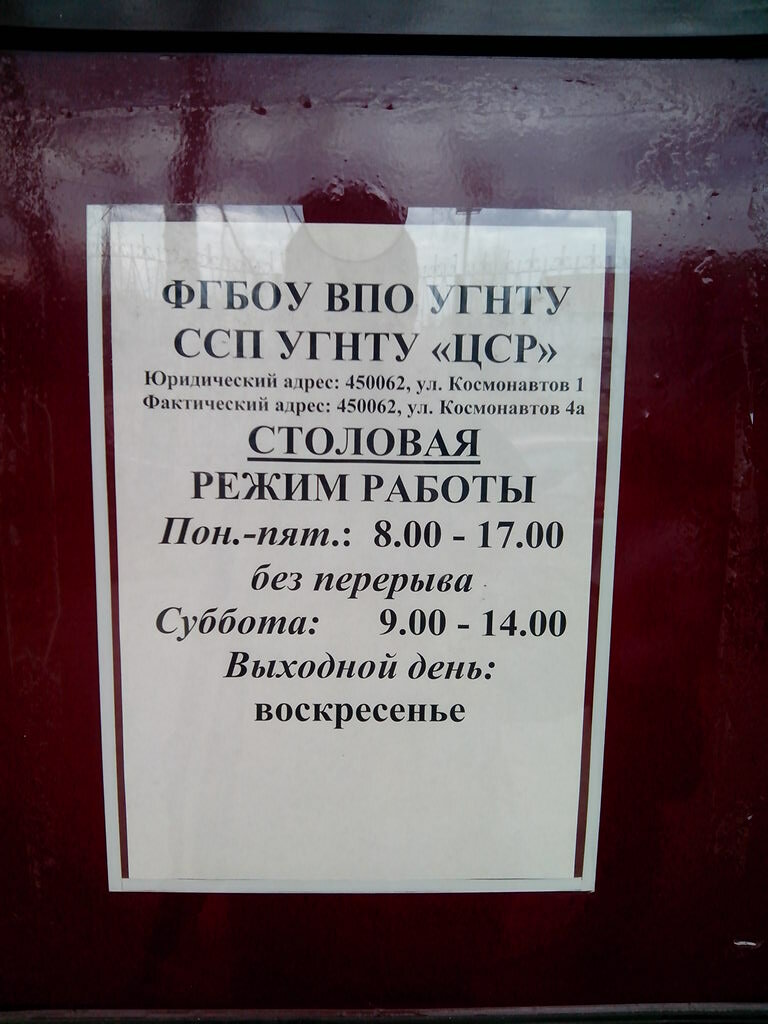 ФГБОУ ВПО УГНТУ
ССП УГНТУ «ЦСР»
Юридический адрес: 450062, ул. Космонавтов 1
Фактический адрес: 450062, ул. Космонавтов 4а
СТОЛОВАЯ
РЕЖИМ РАБОТЫ
Пон.-пят.: 8.00 - 17.00
без перерыва
Суббота: 9.00 - 14.00
Выходной день:
воскресенье